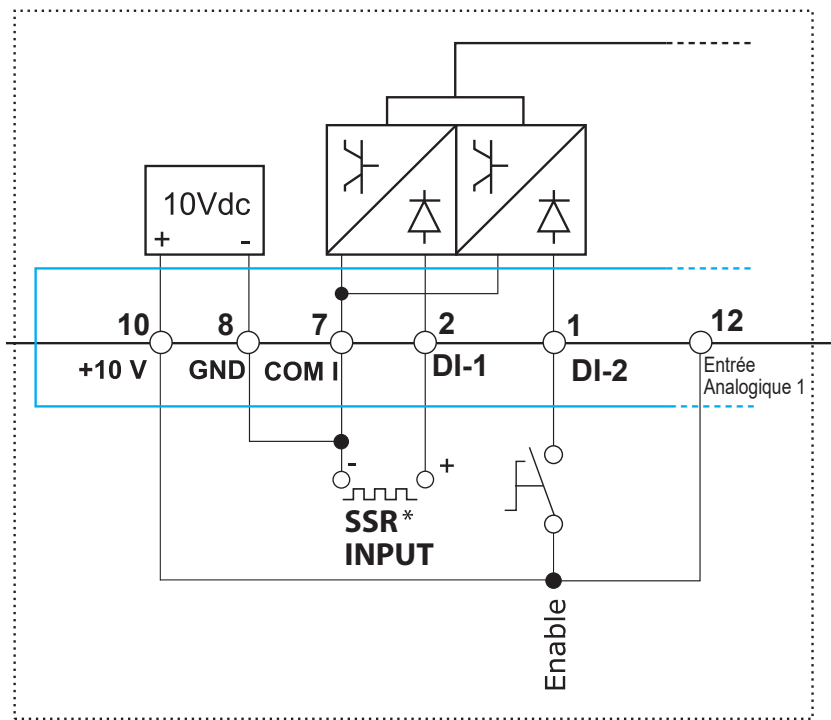 10Vdc
+ -
10 8 7 2 1 12
+10 V GND COM I DI-1 DI-2 Entrée
Analogique 1
- +
SSR*
INPUT
Enable